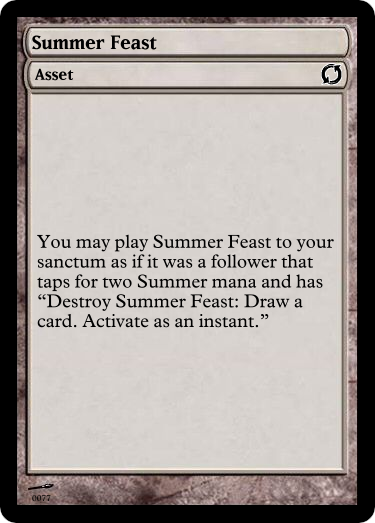 Summer Feast
Asset
You may play Summer Feast to your
sanctum as if it was a follower that
taps for two Summer mana and has
“Destroy Summer Feast: Draw a
card. Activate as an instant.”
0077